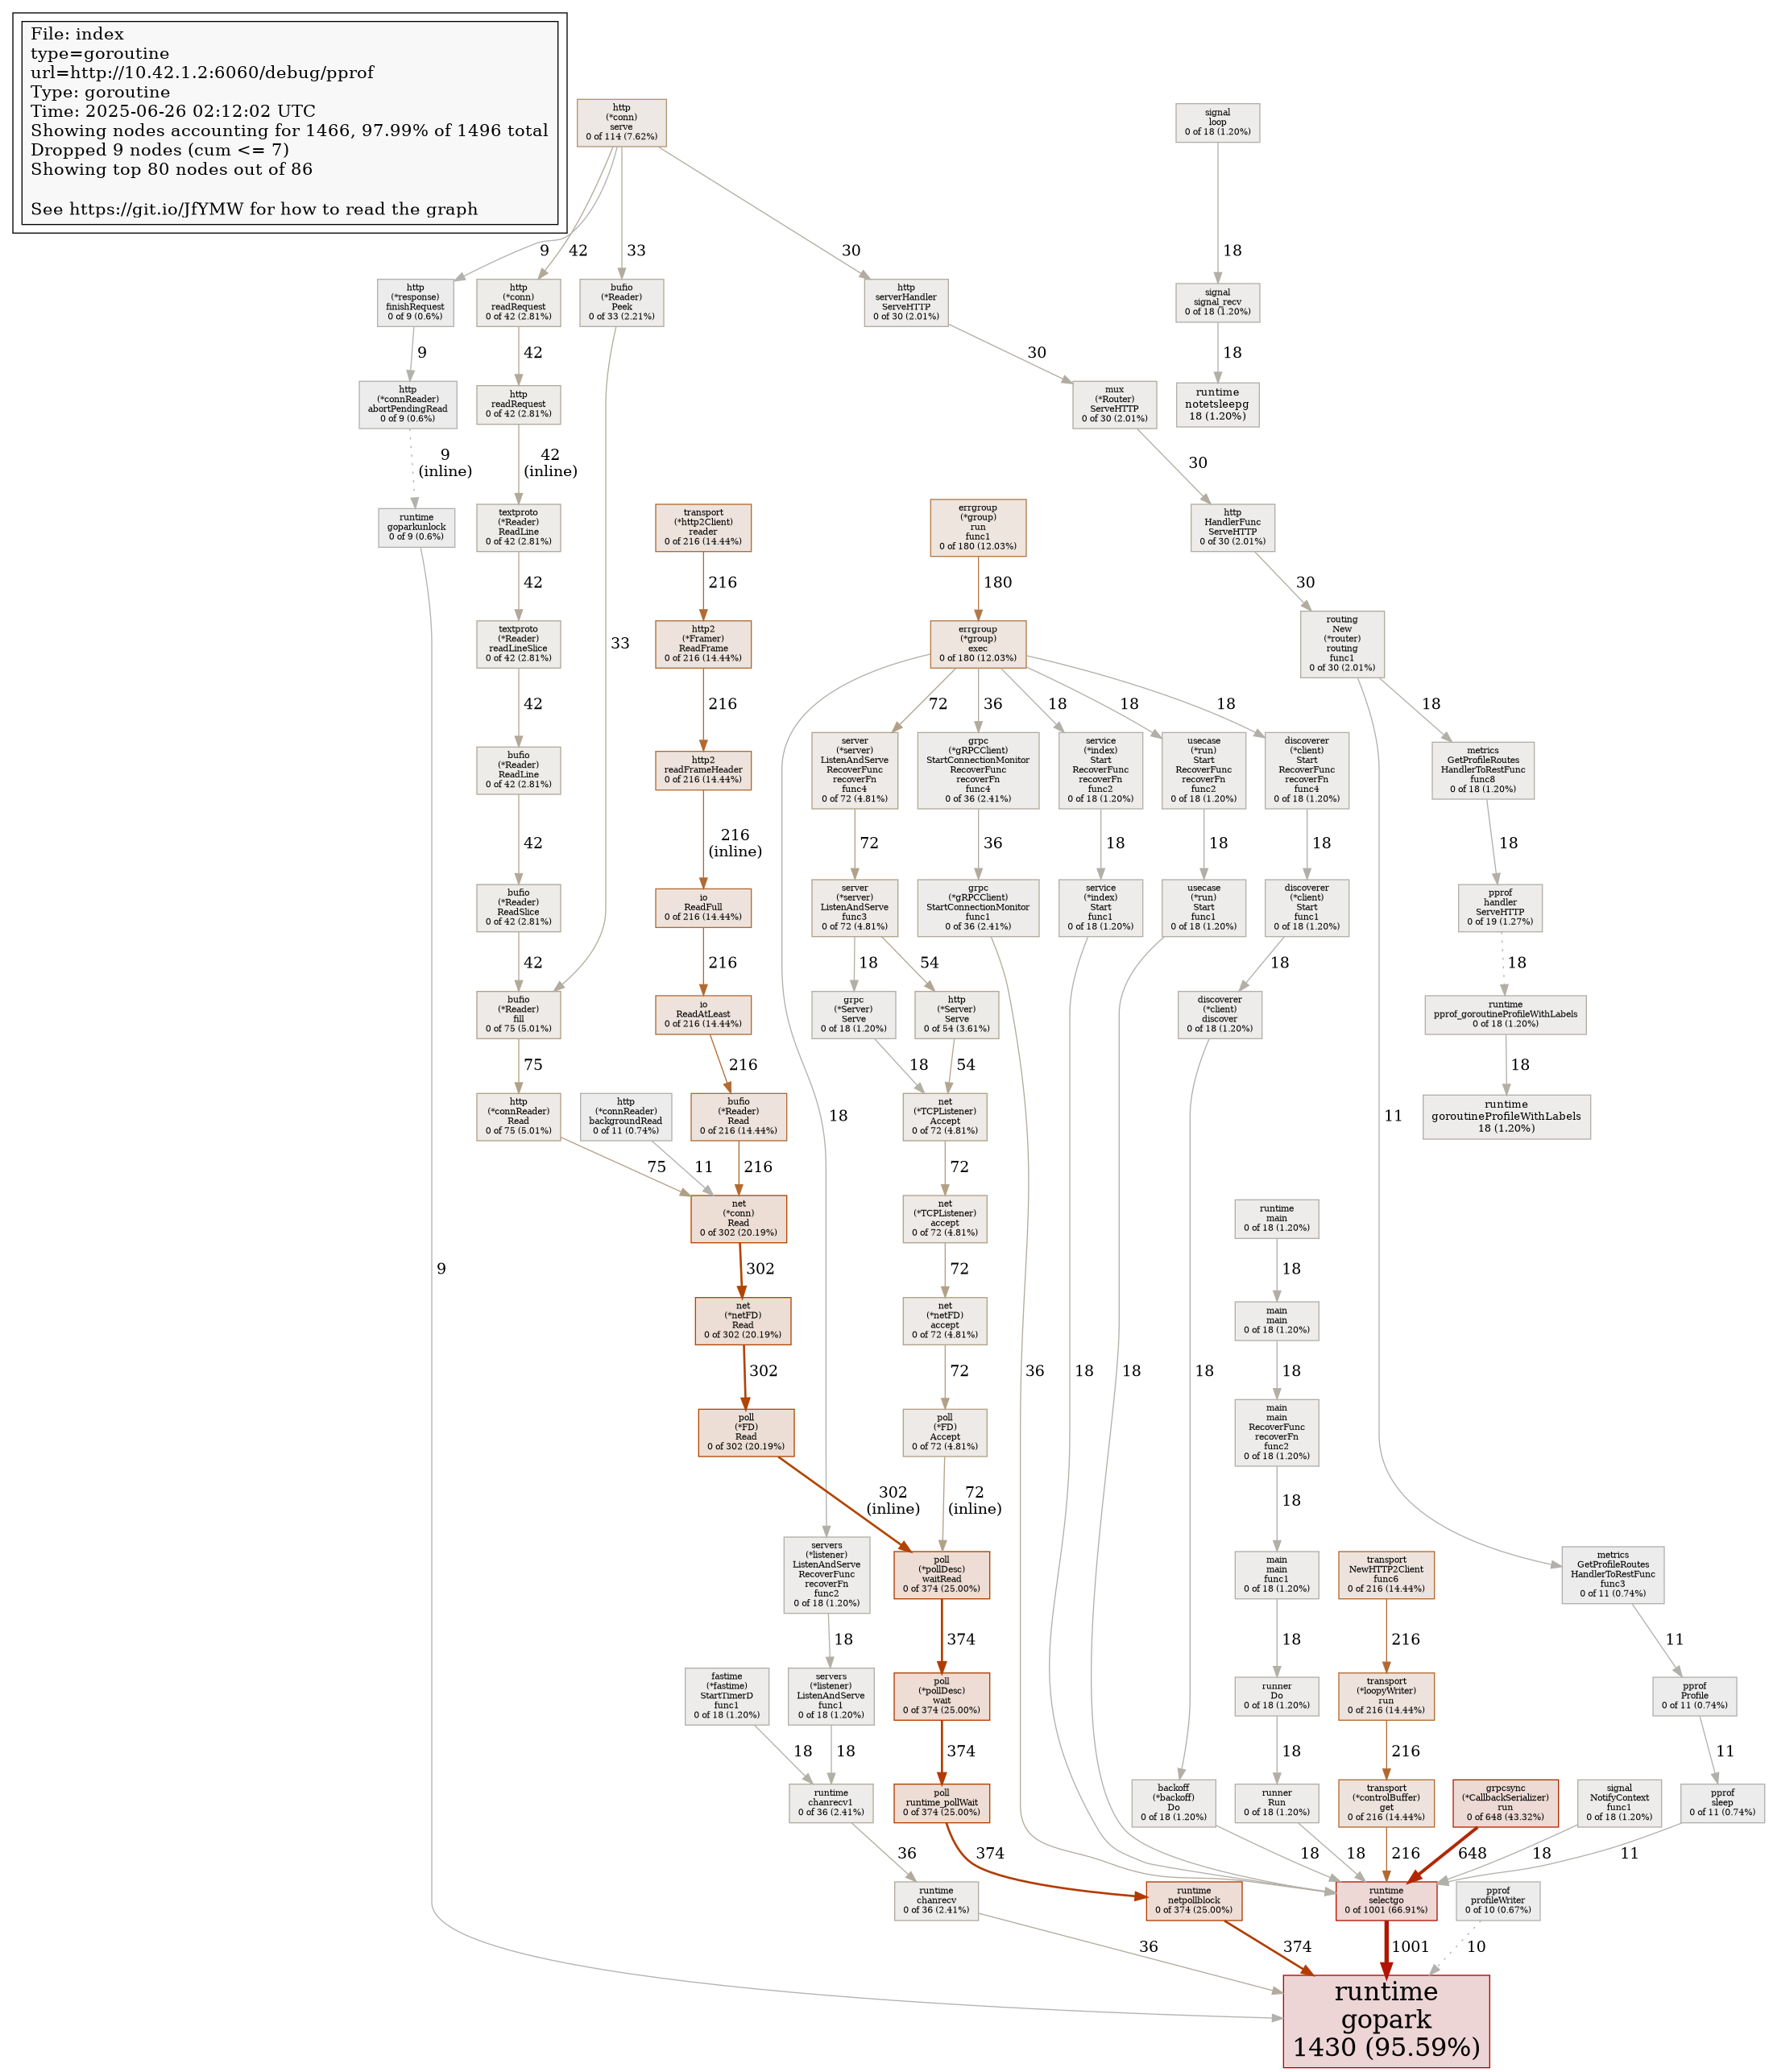 File: index
type=goroutine
url=http://10.42.1.2:6060/debug/pprof
Type: goroutine
Time: 2025-06-26 02:12:02 UTC
Showing nodes accounting for 1466, 97.99% of 1496 total
Dropped 9 nodes (cum <= 7)
Showing top 80 nodes out of 86
See https://git.io/JfYMW for how to read the graph
http
(*conn)
serve
0 of 114 (7.62%)
signal
loop
0 of 18 (1.20%)
9
42
33
30
18
http
(*response)
finishRequest
0 of 9 (0.6%)
http
(*conn)
readRequest
0 of 42 (2.81%)
bufio
(*Reader)
Peek
0 of 33 (2.21%)
http
serverHandler
ServeHTTP
0 of 30 (2.01%)
signal
signal_recv
0 of 18 (1.20%)
9
42
30
18
http
(*connReader)
abortPendingRead
0 of 9 (0.6%)
http
readRequest
0 of 42 (2.81%)
mux
(*Router)
ServeHTTP
0 of 30 (2.01%)
runtime
notetsleepg
18 (1.20%)
9
(inline)
42
(inline)
30
runtime
goparkunlock
0 of 9 (0.6%)
textproto
(*Reader)
ReadLine
0 of 42 (2.81%)
transport
(*http2Client)
reader
0 of 216 (14.44%)
errgroup
(*group)
run
func1
0 of 180 (12.03%)
http
HandlerFunc
ServeHTTP
0 of 30 (2.01%)
42
216
180
30
textproto
(*Reader)
readLineSlice
0 of 42 (2.81%)
33
http2
(*Framer)
ReadFrame
0 of 216 (14.44%)
errgroup
(*group)
exec
0 of 180 (12.03%)
routing
New
(*router)
routing
func1
0 of 30 (2.01%)
42
216
72
36
18
18
18
18
bufio
(*Reader)
ReadLine
0 of 42 (2.81%)
http2
readFrameHeader
0 of 216 (14.44%)
server
(*server)
ListenAndServe
RecoverFunc
recoverFn
func4
0 of 72 (4.81%)
grpc
(*gRPCClient)
StartConnectionMonitor
RecoverFunc
recoverFn
func4
0 of 36 (2.41%)
service
(*index)
Start
RecoverFunc
recoverFn
func2
0 of 18 (1.20%)
usecase
(*run)
Start
RecoverFunc
recoverFn
func2
0 of 18 (1.20%)
discoverer
(*client)
Start
RecoverFunc
recoverFn
func4
0 of 18 (1.20%)
metrics
GetProfileRoutes
HandlerToRestFunc
func8
0 of 18 (1.20%)
42
216
(inline)
72
36
18
18
18
18
bufio
(*Reader)
ReadSlice
0 of 42 (2.81%)
io
ReadFull
0 of 216 (14.44%)
server
(*server)
ListenAndServe
func3
0 of 72 (4.81%)
grpc
(*gRPCClient)
StartConnectionMonitor
func1
0 of 36 (2.41%)
service
(*index)
Start
func1
0 of 18 (1.20%)
usecase
(*run)
Start
func1
0 of 18 (1.20%)
discoverer
(*client)
Start
func1
0 of 18 (1.20%)
pprof
handler
ServeHTTP
0 of 19 (1.27%)
42
216
18
54
18
18
bufio
(*Reader)
fill
0 of 75 (5.01%)
io
ReadAtLeast
0 of 216 (14.44%)
grpc
(*Server)
Serve
0 of 18 (1.20%)
http
(*Server)
Serve
0 of 54 (3.61%)
discoverer
(*client)
discover
0 of 18 (1.20%)
runtime
pprof_goroutineProfileWithLabels
0 of 18 (1.20%)
75
216
18
54
18
http
(*connReader)
Read
0 of 75 (5.01%)
http
(*connReader)
backgroundRead
0 of 11 (0.74%)
bufio
(*Reader)
Read
0 of 216 (14.44%)
18
net
(*TCPListener)
Accept
0 of 72 (4.81%)
11
runtime
goroutineProfileWithLabels
18 (1.20%)
75
11
216
72
net
(*conn)
Read
0 of 302 (20.19%)
net
(*TCPListener)
accept
0 of 72 (4.81%)
runtime
main
0 of 18 (1.20%)
9
302
72
18
net
(*netFD)
Read
0 of 302 (20.19%)
net
(*netFD)
accept
0 of 72 (4.81%)
main
main
0 of 18 (1.20%)
302
72
36
18
18
18
18
poll
(*FD)
Read
0 of 302 (20.19%)
poll
(*FD)
Accept
0 of 72 (4.81%)
main
main
RecoverFunc
recoverFn
func2
0 of 18 (1.20%)
302
(inline)
72
(inline)
18
servers
(*listener)
ListenAndServe
RecoverFunc
recoverFn
func2
0 of 18 (1.20%)
poll
(*pollDesc)
waitRead
0 of 374 (25.00%)
main
main
func1
0 of 18 (1.20%)
transport
NewHTTP2Client
func6
0 of 216 (14.44%)
metrics
GetProfileRoutes
HandlerToRestFunc
func3
0 of 11 (0.74%)
18
374
18
216
11
fastime
(*fastime)
StartTimerD
func1
0 of 18 (1.20%)
servers
(*listener)
ListenAndServe
func1
0 of 18 (1.20%)
poll
(*pollDesc)
wait
0 of 374 (25.00%)
runner
Do
0 of 18 (1.20%)
transport
(*loopyWriter)
run
0 of 216 (14.44%)
pprof
Profile
0 of 11 (0.74%)
18
18
374
18
216
11
runtime
chanrecv1
0 of 36 (2.41%)
poll
runtime_pollWait
0 of 374 (25.00%)
backoff
(*backoff)
Do
0 of 18 (1.20%)
runner
Run
0 of 18 (1.20%)
transport
(*controlBuffer)
get
0 of 216 (14.44%)
grpcsync
(*CallbackSerializer)
run
0 of 648 (43.32%)
signal
NotifyContext
func1
0 of 18 (1.20%)
pprof
sleep
0 of 11 (0.74%)
36
374
18
18
216
648
18
11
runtime
chanrecv
0 of 36 (2.41%)
runtime
netpollblock
0 of 374 (25.00%)
runtime
selectgo
0 of 1001 (66.91%)
pprof
profileWriter
0 of 10 (0.67%)
36
374
1001
10
runtime
gopark
1430 (95.59%)